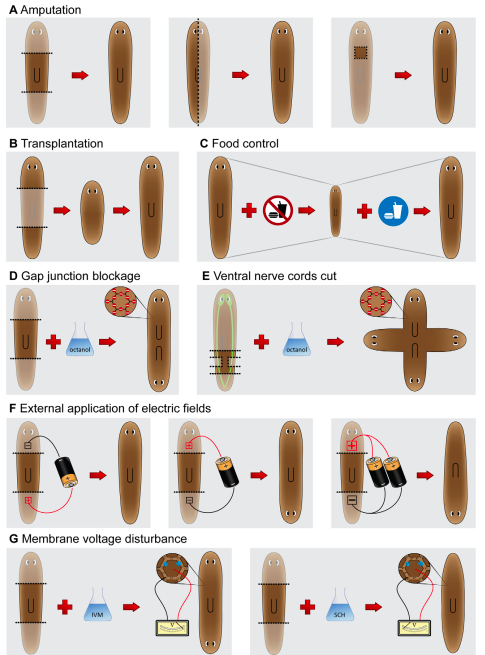 A Amputation
B Transplantation
C Food control
D Gap junction blockage
octanol
E Ventral nerve cords cut
octanol
F External application of electric fields
G Membrane voltage disturbance
IVM
V
SCH
V